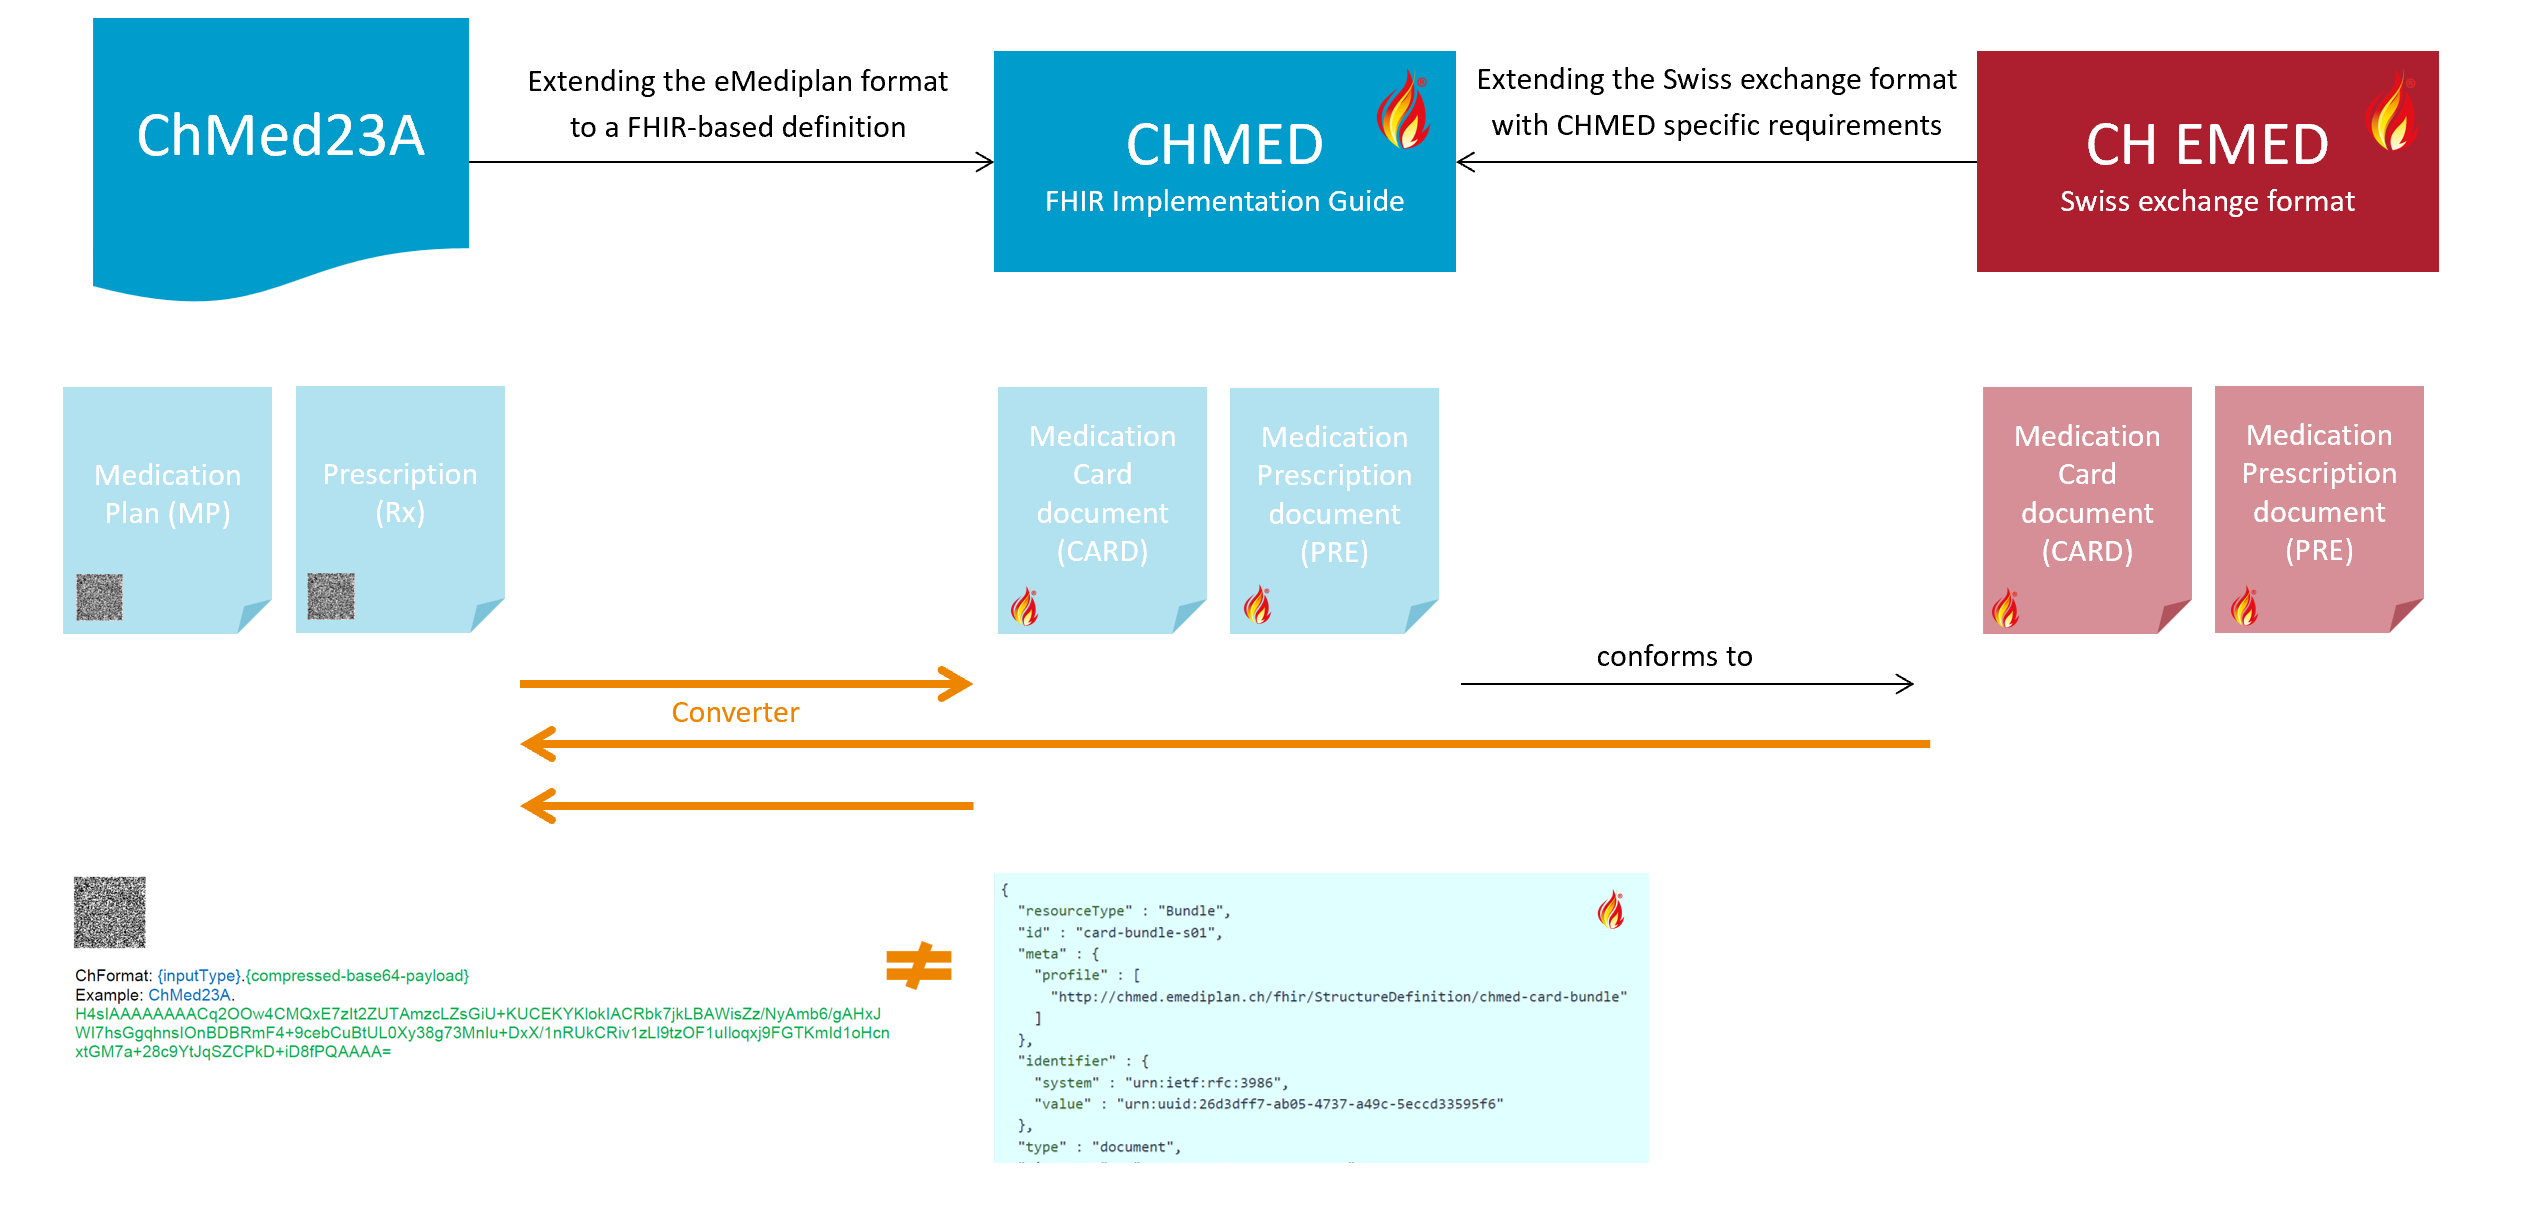 ChMed23A
Extending the eMediplan format
to a FHIR-based definition
CHMED
FHIR Implementation Guide
Extending the Swiss exchange format
with CHMED specific requirements
CH EMED
Swiss exchange format
Medication
Plan (MP)
Prescription
(Rx)
Medication
Card
document
(CARD)
Medication
Prescription
document
(PRE)
Medication
Card
document
(CARD)
Medication
Prescription
document
(PRE)
conforms to
Converter
ChFormat: {inputType}.{compressed-base64-payload}
Example: ChMed23A.
H4sIAAAAAAAACq2OOw4CMQxE7zIt2ZUTAmzcLZsGiU+KUCEKYKlokIACRbk7jkLBAWisZz/NyAmb6/gAHxJ
WI7hsGgqhnsIOnBDBRmF4+9cebCuBtUL0Xy38g73MnIu+DxX/1nRUkCRiv1zLI9tzOF1uIloqxj9FGTKmId1oHcn
xtGM7a+28c9YtJqSZCPkD+iD8fPQAAAA=
≠
{
"resourceType" : "Bundle",
"id" : "card-bundle-s01",
"meta" : {
"profile" : [
"http://chmed.emediplan.ch/fhir/StructureDefinition/chmed-card-bundle"
]
},
"identifier" : {
"system" : "urn:ietf:rfc:3986",
"value" : "urn:uuid:26d3dff7-ab05-4737-a49c-5eccd33595f6"
},
"type" : "document",